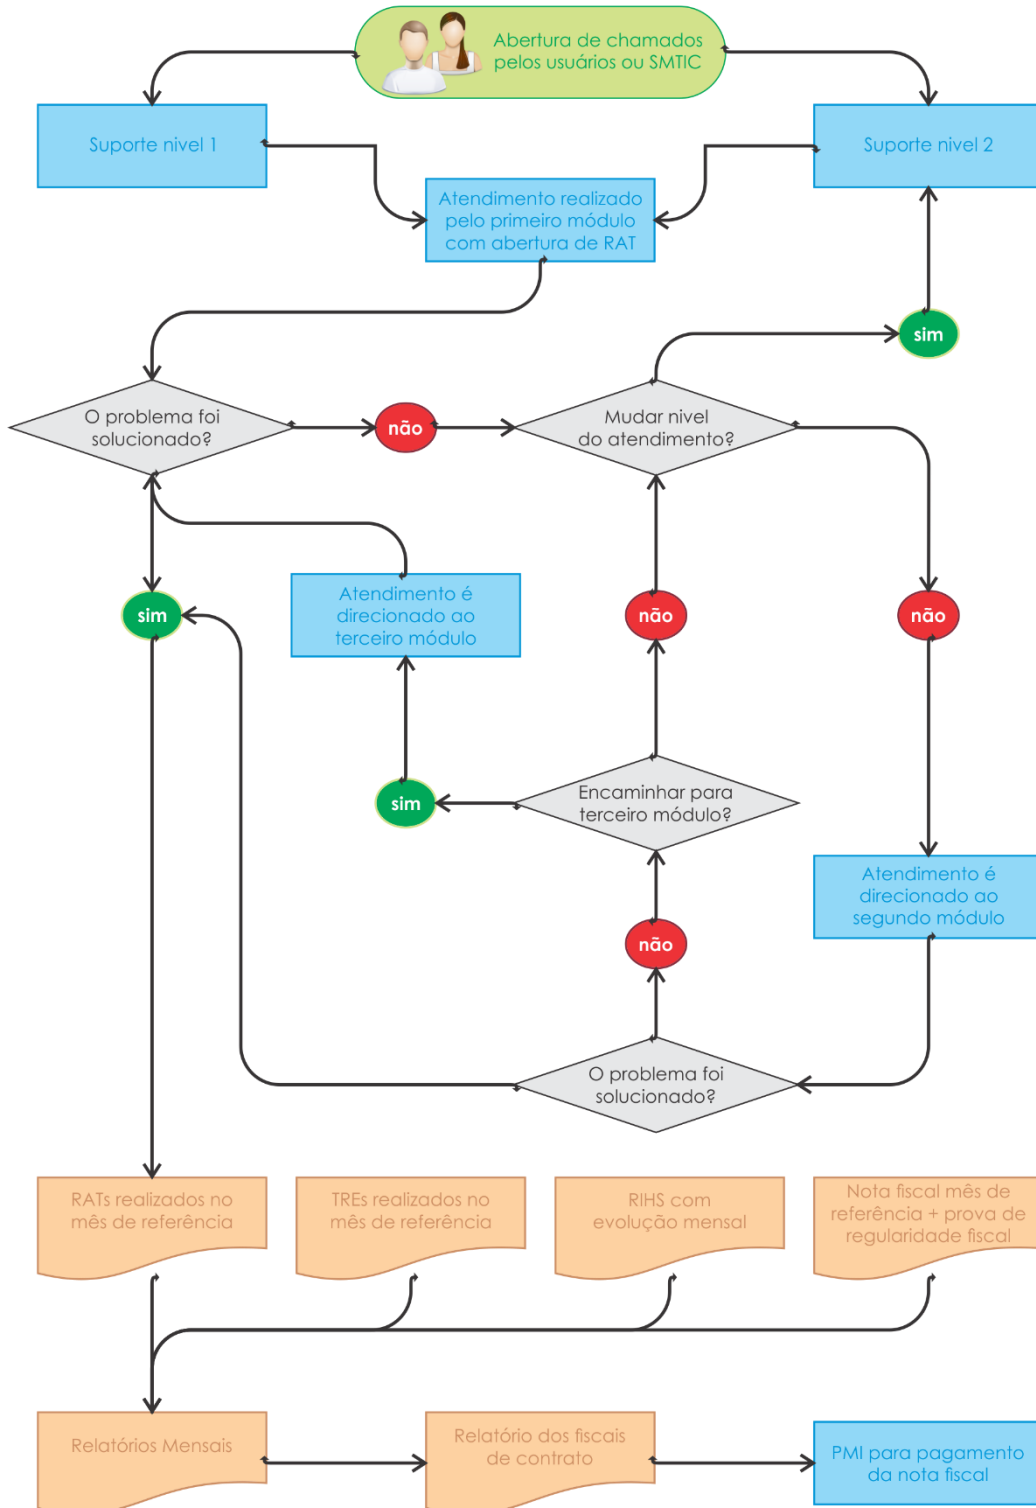 Abertura de chamados
pelos usuários ou SMTIC
Suporte nivel 1
Suporte nivel 2
Atendimento realizado
pelo primeiro módulo
com abertura de RAT
sim
O problema foi
solucionado?
não
Mudar nivel
do atendimento?
Atendimento é
direcionado ao
terceiro módulo
sim
não
não
Encaminhar para
terceiro módulo?
sim
Atendimento é
direcionado ao
segundo módulo
não
O problema foi
solucionado?
RATs realizados no
mês de referência
TREs realizados no
mês de referência
RIHS com
evolução mensal
Nota fiscal mês de
referência + prova de
regularidade fiscal
Relatórios Mensais
Relatório dos fiscais
de contrato
PMI para pagamento
da nota fiscal